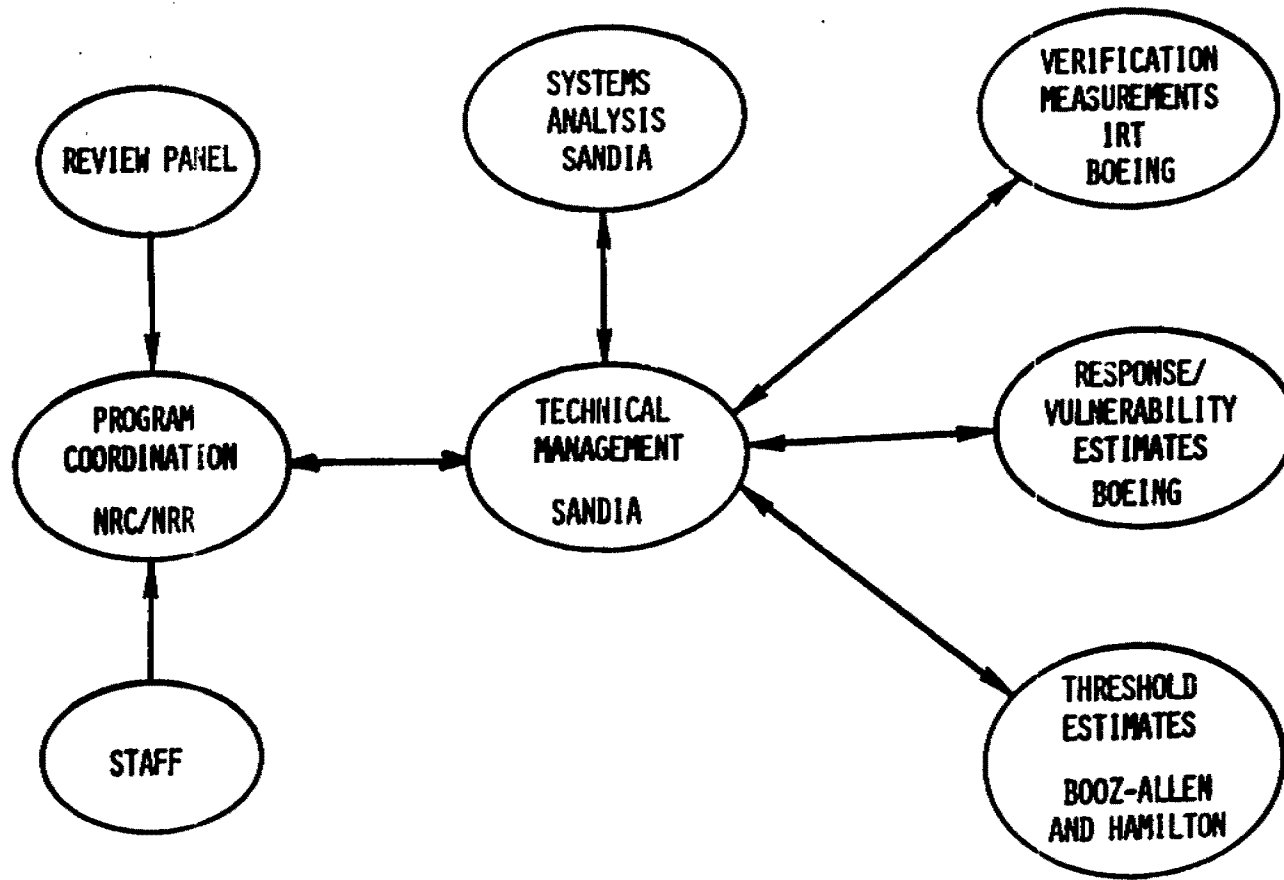 REVIEW PANEL
PROGRAM
COORDINATION
NRC/NRR
STAFF
SYSTEMS
ANALYSIS
SANDIA
TECHNICAL
MANAGEMENT
SANDIA
VERIFICATION
MEASUREMENTS
IRT
BOEING
RESPONSE/
VULNERABILITY
ESTIMATES
BOEING
THRESHOLD
ESTIMATES
BOOZ-ALLEN
AND HAMILTON